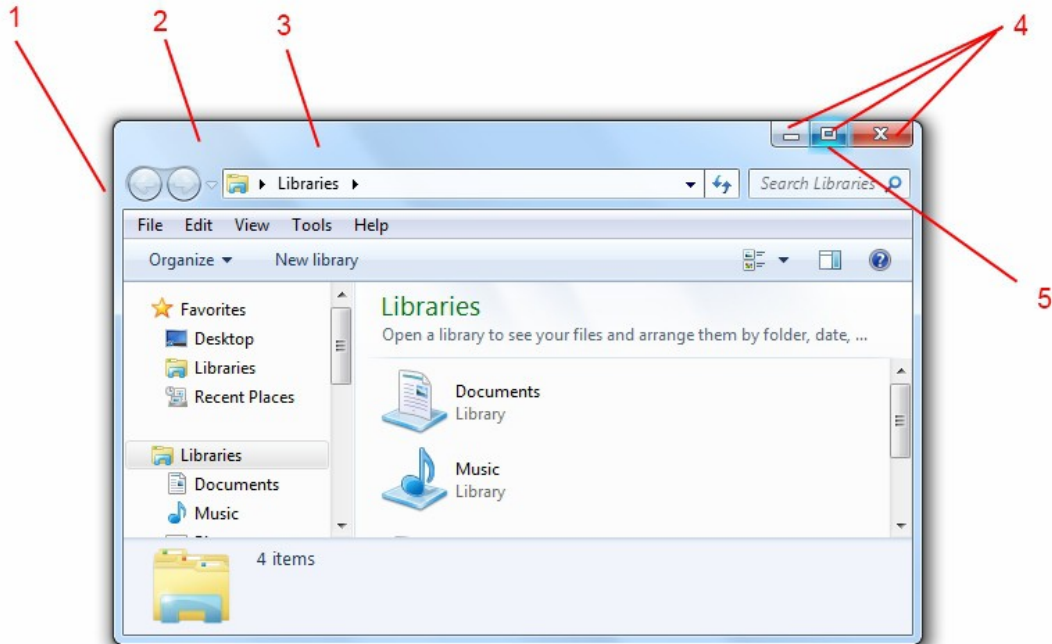 1
2
3
4
Libraries
Search Libraries
File Edit View Tools Help
Organize New library
5
Favorites
Desktop
Libraries
Recent Places
Libraries
Documents
Music
Libraries
Open a library to see your files and arrange them by folder, date, ...
Documents
Library
Music
Library
4 items